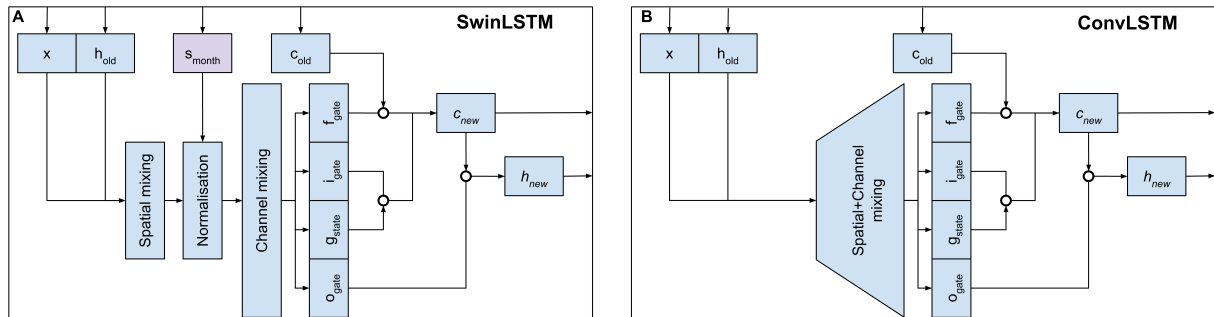 A
SwinLSTM
x
h_old
s_month
c_old
Spatial mixing
Normalisation
Channel mixing
f_gate
i_gate
g_state
o_gate
c_new
h_new
B
ConvLSTM
x
h_old
c_old
Spatial+Channel
mixing
f_gate
i_gate
g_state
o_gate
c_new
h_new